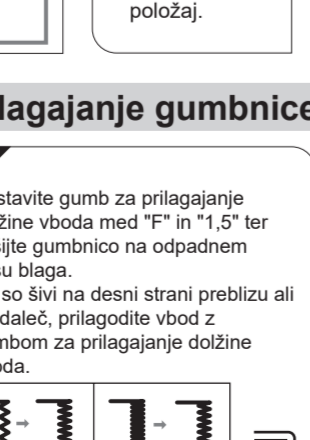 položaj.
lagajanje gumbnice
stavite gumb za prilagajanje
žine vboda med "F" in "1,5" ter
ijte gumbnico na odpadnem
su blaga.
so šivi na desni strani preblizu ali
daleč, prilagodite vbod z
mbom za prilagajanje dolžine
oda.